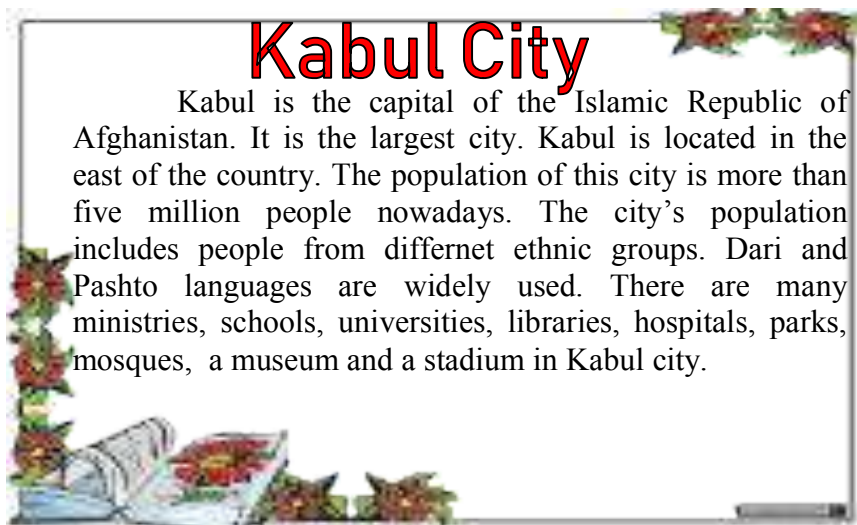 Kabul City
Kabul is the capital of the Islamic Republic of
Afghanistan. It is the largest city. Kabul is located in the
east of the country. The population of this city is more than
five million people nowadays. The city’s population
includes people from differnet ethnic groups. Dari and
Pashto languages are widely used. There are many
ministries, schools, universities, libraries, hospitals, parks,
mosques,  a museum and a stadium in Kabul city.